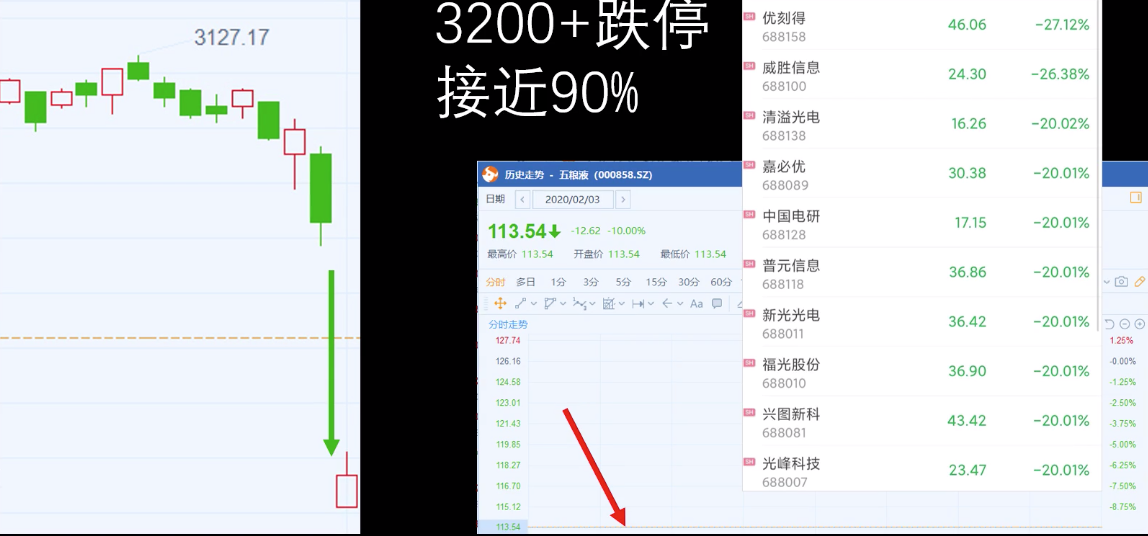 3127.17
3200+跌停
接近90%
SH 优刻得 46.06 -27.12%
688158
SH 威胜信息 24.30 -26.38%
688100
SH 清溢光电 16.26 -20.02%
688138
SH 嘉必优 30.38 -20.01%
688089
SH 中国电研 17.15 -20.01%
688128
SH 普元信息 36.86 -20.01%
688118
SH 新光光电 36.42 -20.01%
688011
SH 福光股份 36.90 -20.01%
688010
SH 兴图新科 43.42 -20.01%
688081
SH 光峰科技 23.47 -20.01%
688007
历史走势 - 五粮液 (000858.SZ)
日期 2020/02/03
113.54 -12.62 -10.00%
最高价 113.54 开盘价 113.54 最低价 113.54
分时 多日 1分 3分 5分 15分 30分 60分
Aa
分时走势
127.74 1.25%
126.16 -0.00%
124.58 -1.25%
123.01 -2.50%
121.43 -3.75%
119.85 -5.00%
118.27 -6.25%
116.70 -7.50%
115.12 -8.75%
113.54